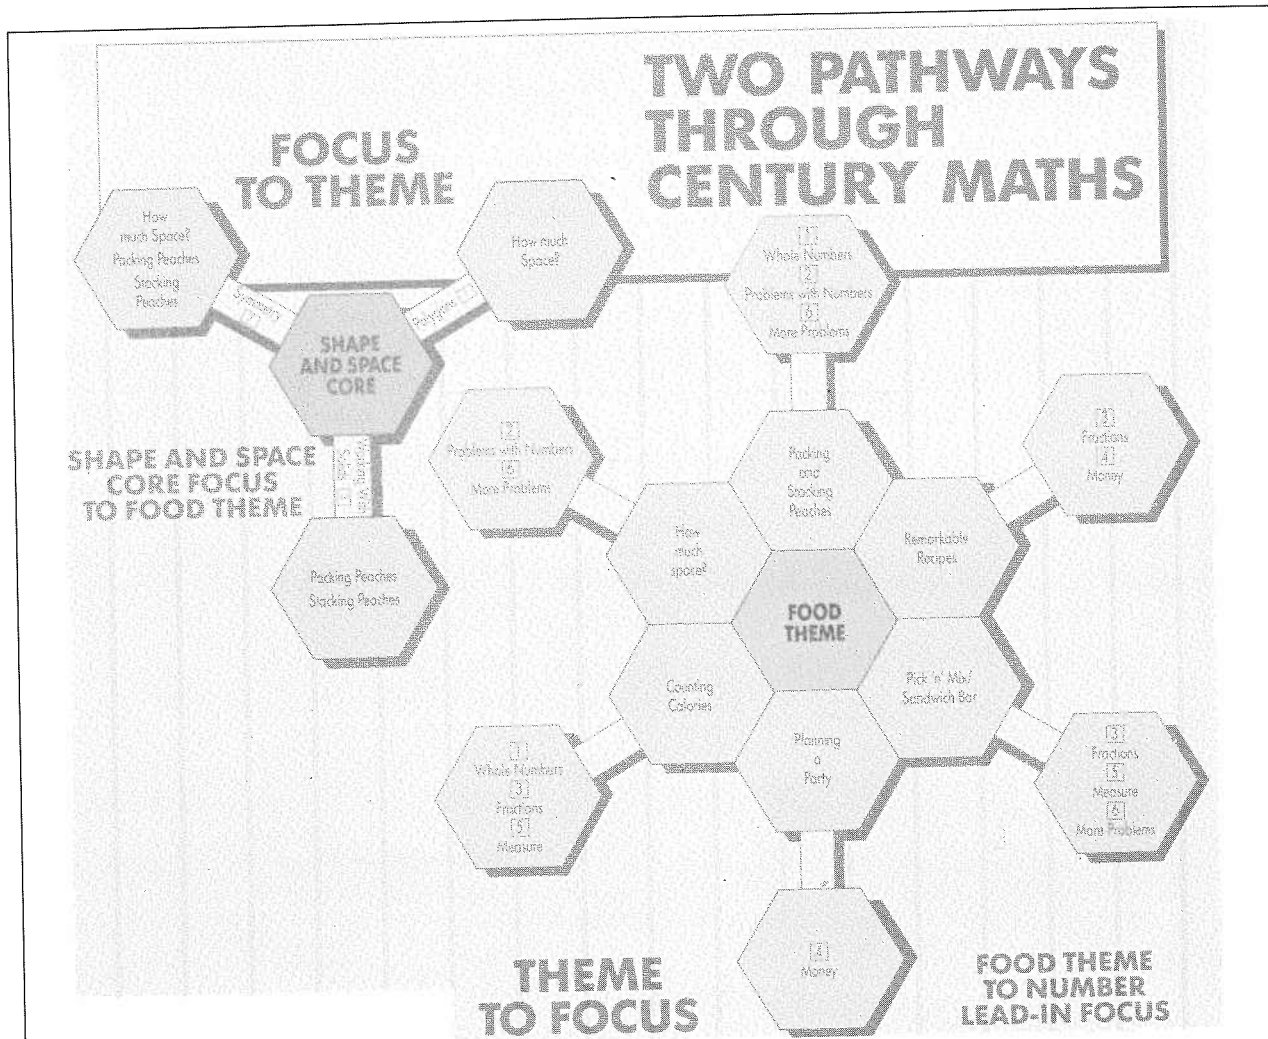 TWO PATHWAYS
THROUGH
CENTURY MATHS
FOCUS
TO THEME
How
much Space?
Packing Peaches
Stacking
Peaches
Symmetry
How much
Space?
Polygons
SHAPE
AND SPACE
CORE
Working With
SHAPE AND SPACE
CORE FOCUS
TO FOOD THEME
Packing Peaches
Stacking Peaches
1
Whole Numbers
2
Problems with Numbers
6
More Problems
2
Problems with Numbers
6
More Problems
Fractions
4
Money
Packing
and
Stacking
Peaches
How
much
space?
Remarkable
Recipes
FOOD
THEME
Counting
Calories
Pick 'n' Mix/
Sandwich Bar
Planning
a
Party
1
Whole Numbers
3
Fractions
5
Measure
3
Fractions
5
Measure
6
More Problems
4
Money
THEME
TO FOCUS
FOOD THEME
TO NUMBER
LEAD-IN FOCUS